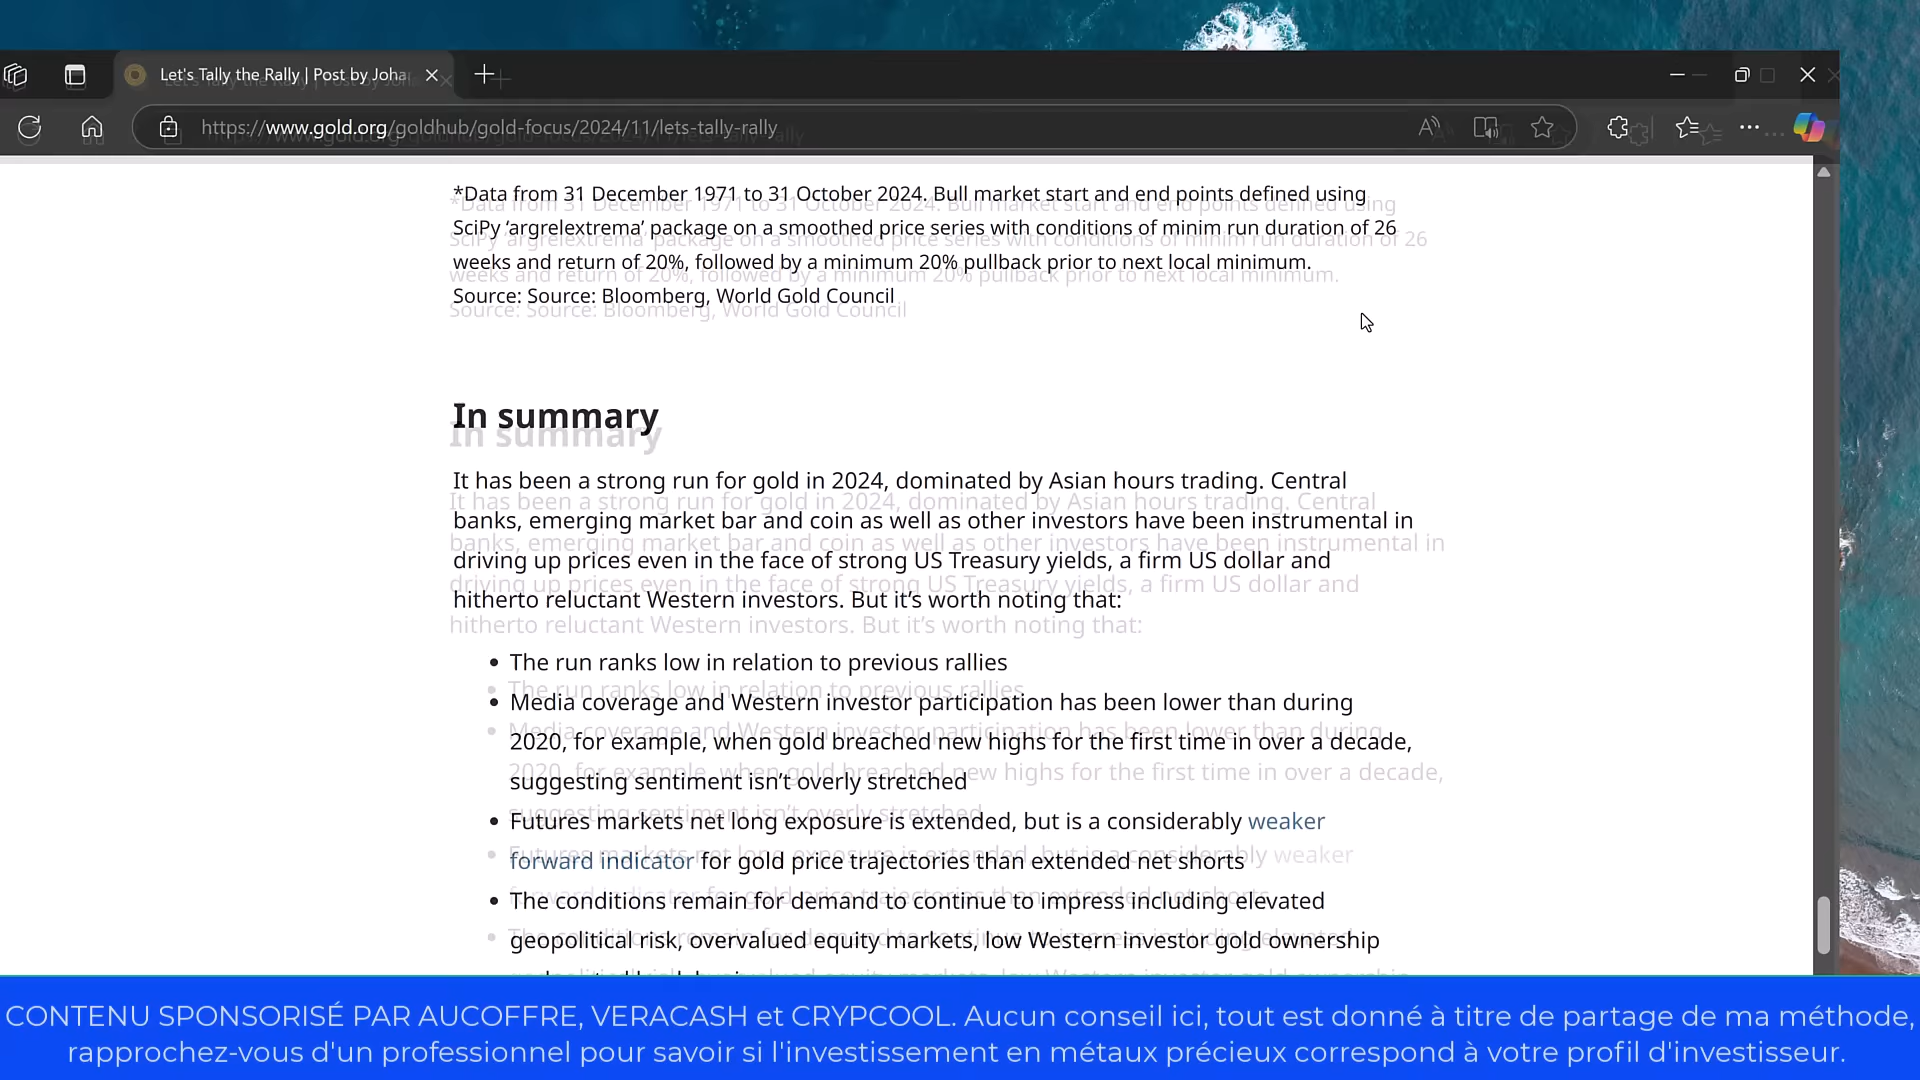 Let's Tally the Rally | Post by Joha
https://www.gold.org/goldhub/gold-focus/2024/11/lets-tally-rally
*Data from 31 December 1971 to 31 October 2024. Bull market start and end points defined using
SciPy ‘argrelextrema’ package on a smoothed price series with conditions of minim run duration of 26
weeks and return of 20%, followed by a minimum 20% pullback prior to next local minimum.
Source: Source: Bloomberg, World Gold Council
In summary
It has been a strong run for gold in 2024, dominated by Asian hours trading. Central
banks, emerging market bar and coin as well as other investors have been instrumental in
driving up prices even in the face of strong US Treasury yields, a firm US dollar and
hitherto reluctant Western investors. But it’s worth noting that:
• The run ranks low in relation to previous rallies
• Media coverage and Western investor participation has been lower than during
2020, for example, when gold breached new highs for the first time in over a decade,
suggesting sentiment isn’t overly stretched
• Futures markets net long exposure is extended, but is a considerably weaker
forward indicator for gold price trajectories than extended net shorts
• The conditions remain for demand to continue to impress including elevated
geopolitical risk, overvalued equity markets, low Western investor gold ownership
CONTENU SPONSORISÉ PAR AUCOFFRE, VERACASH et CRYPCOOL. Aucun conseil ici, tout est donné à titre de partage de ma méthode,
rapprochez-vous d'un professionnel pour savoir si l'investissement en métaux précieux correspond à votre profil d'investisseur.